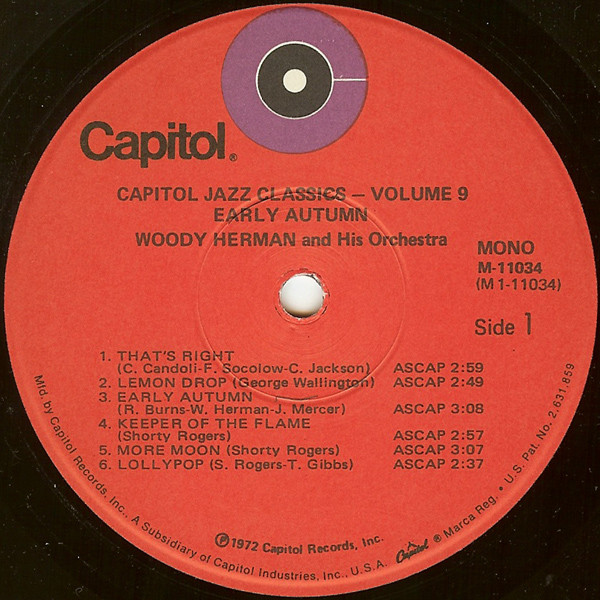 Capitol®
CAPITOL JAZZ CLASSICS – VOLUME 9
EARLY AUTUMN
WOODY HERMAN and His Orchestra
MONO
M-11034
(M 1-11034)
Side 1
1. THAT'S RIGHT
(C. Candoli-F. Socolow-C. Jackson) ASCAP 2:59
2. LEMON DROP (George Wallington) ASCAP 2:49
3. EARLY AUTUMN
(R. Burns-W. Herman-J. Mercer) ASCAP 3:08
4. KEEPER OF THE FLAME
(Shorty Rogers) ASCAP 2:57
5. MORE MOON (Shorty Rogers) ASCAP 3:07
6. LOLLYPOP (S. Rogers-T. Gibbs) ASCAP 2:37
℗1972 Capitol Records, Inc.
Mfd. by Capitol Records, Inc., A Subsidiary of Capitol Industries, Inc., U.S.A. Capitol ® Marca Reg. • U.S. Pat. No. 2,631,859